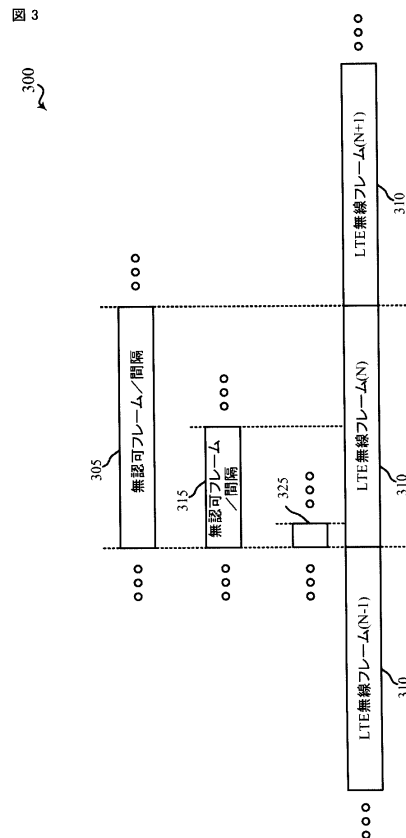 図 3
300
305
無認可フレーム／間隔
315
無認可フレーム
／間隔
325
LTE無線フレーム(N-1)
LTE無線フレーム(N)
LTE無線フレーム(N+1)
310
310
310